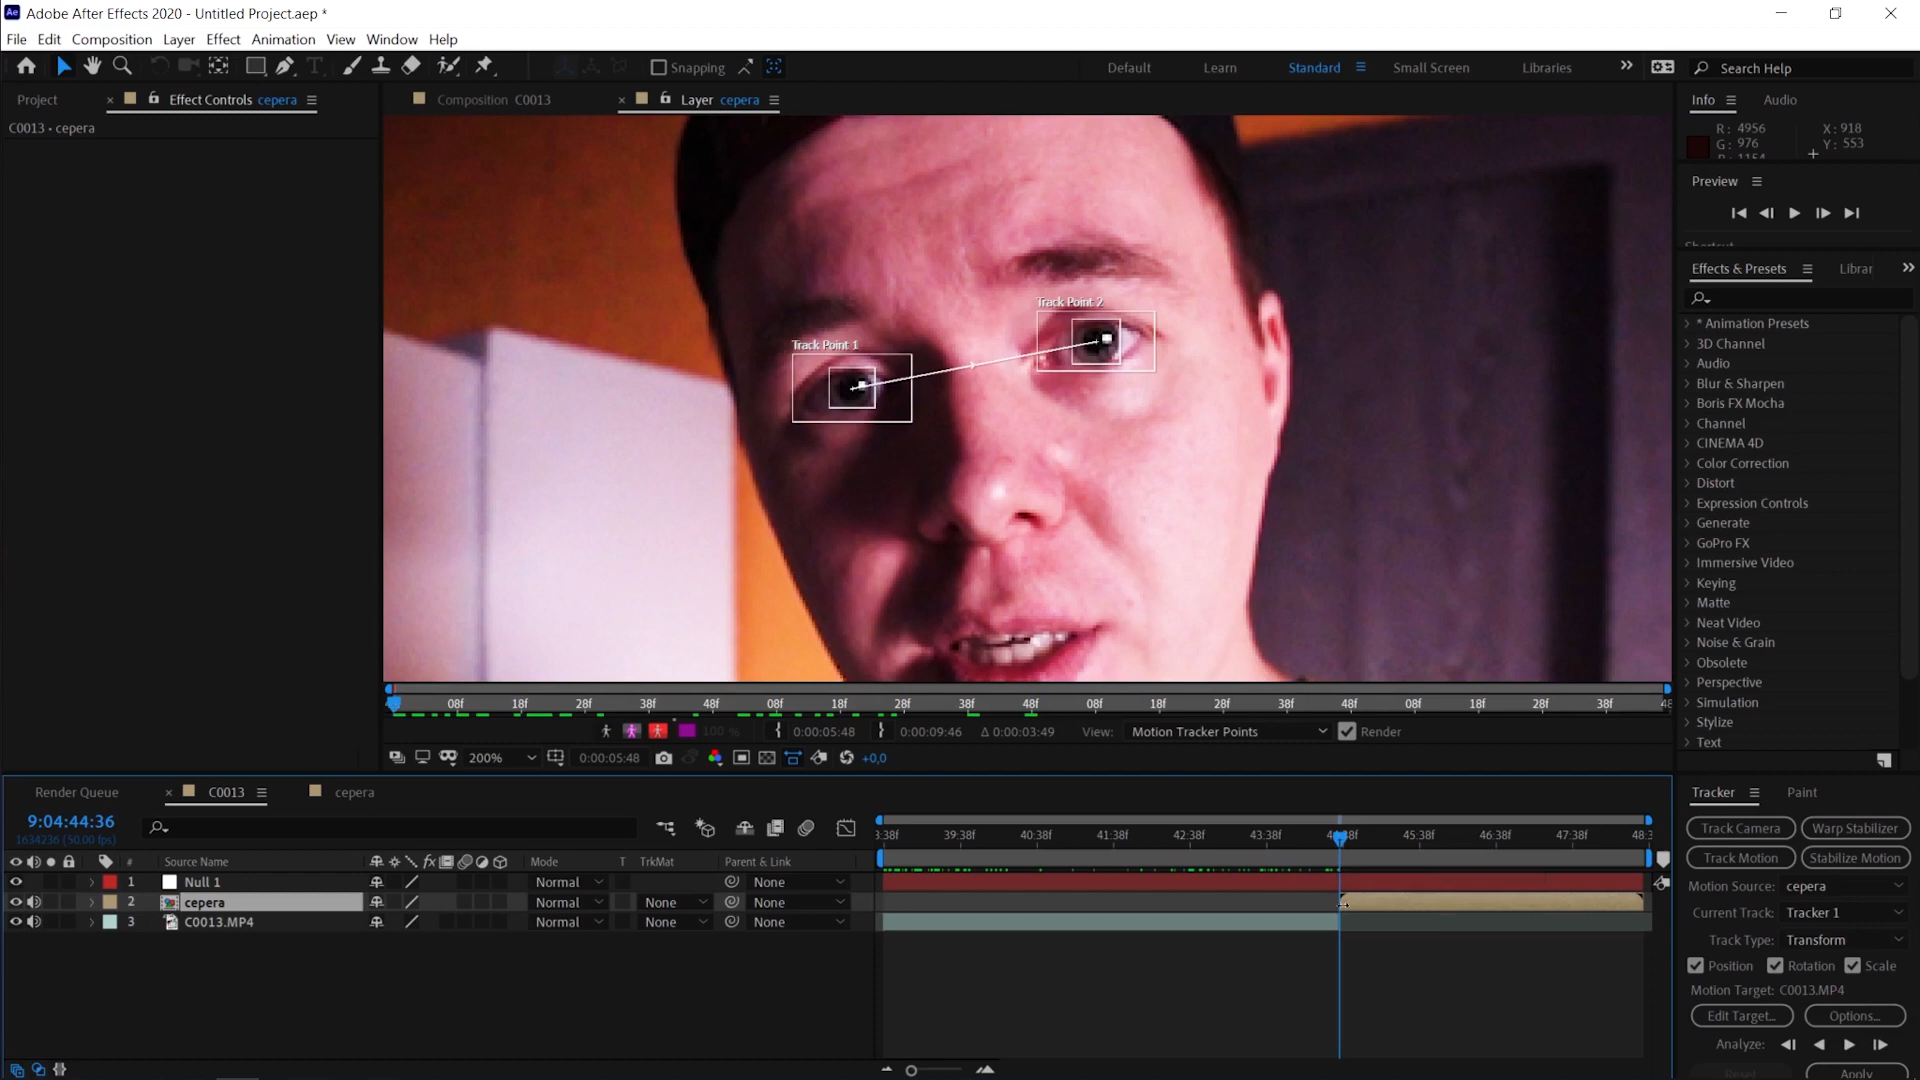 Adobe After Effects 2020 - Untitled Project.aep *
File Edit Composition Layer Effect Animation View Window Help
Snapping
Default Learn Standard Small Screen Libraries Search Help
Project Effect Controls cepera
C0013 • cepera
Composition C0013 Layer cepera
Info Audio
R: 4956 X: 918
G: 976 Y: 553
Preview
Effects & Presets Librar
* Animation Presets
3D Channel
Audio
Blur & Sharpen
Boris FX Mocha
Channel
CINEMA 4D
Color Correction
Distort
Expression Controls
Generate
GoPro FX
Immersive Video
Keying
Matte
Neat Video
Noise & Grain
Obsolete
Perspective
Simulation
Stylize
Text
Track Point 1
Track Point 2
08f 18f 28f 38f 48f 08f 18f 28f 38f 48f 08f 18f 28f 38f 48f 08f 18f 28f 38f
100 % 0:00:05:48 0:00:09:46 Δ 0:00:03:49 View: Motion Tracker Points Render
200% 0:00:05:48 +0,0
Render Queue C0013 cepera
9:04:44:36
1634236 (50.00 fps)
39:38f 40:38f 41:38f 42:38f 43:38f 45:38f 46:38f 47:38f
# Source Name fx Mode T TrkMat Parent & Link
1 Null 1 Normal None
2 cepera Normal None None
3 C0013.MP4 Normal None None
Tracker Paint
Track Camera Warp Stabilizer
Track Motion Stabilize Motion
Motion Source: cepera
Current Track: Tracker 1
Track Type: Transform
Position Rotation Scale
Motion Target: C0013.MP4
Edit Target... Options...
Analyze:
Reset Apply